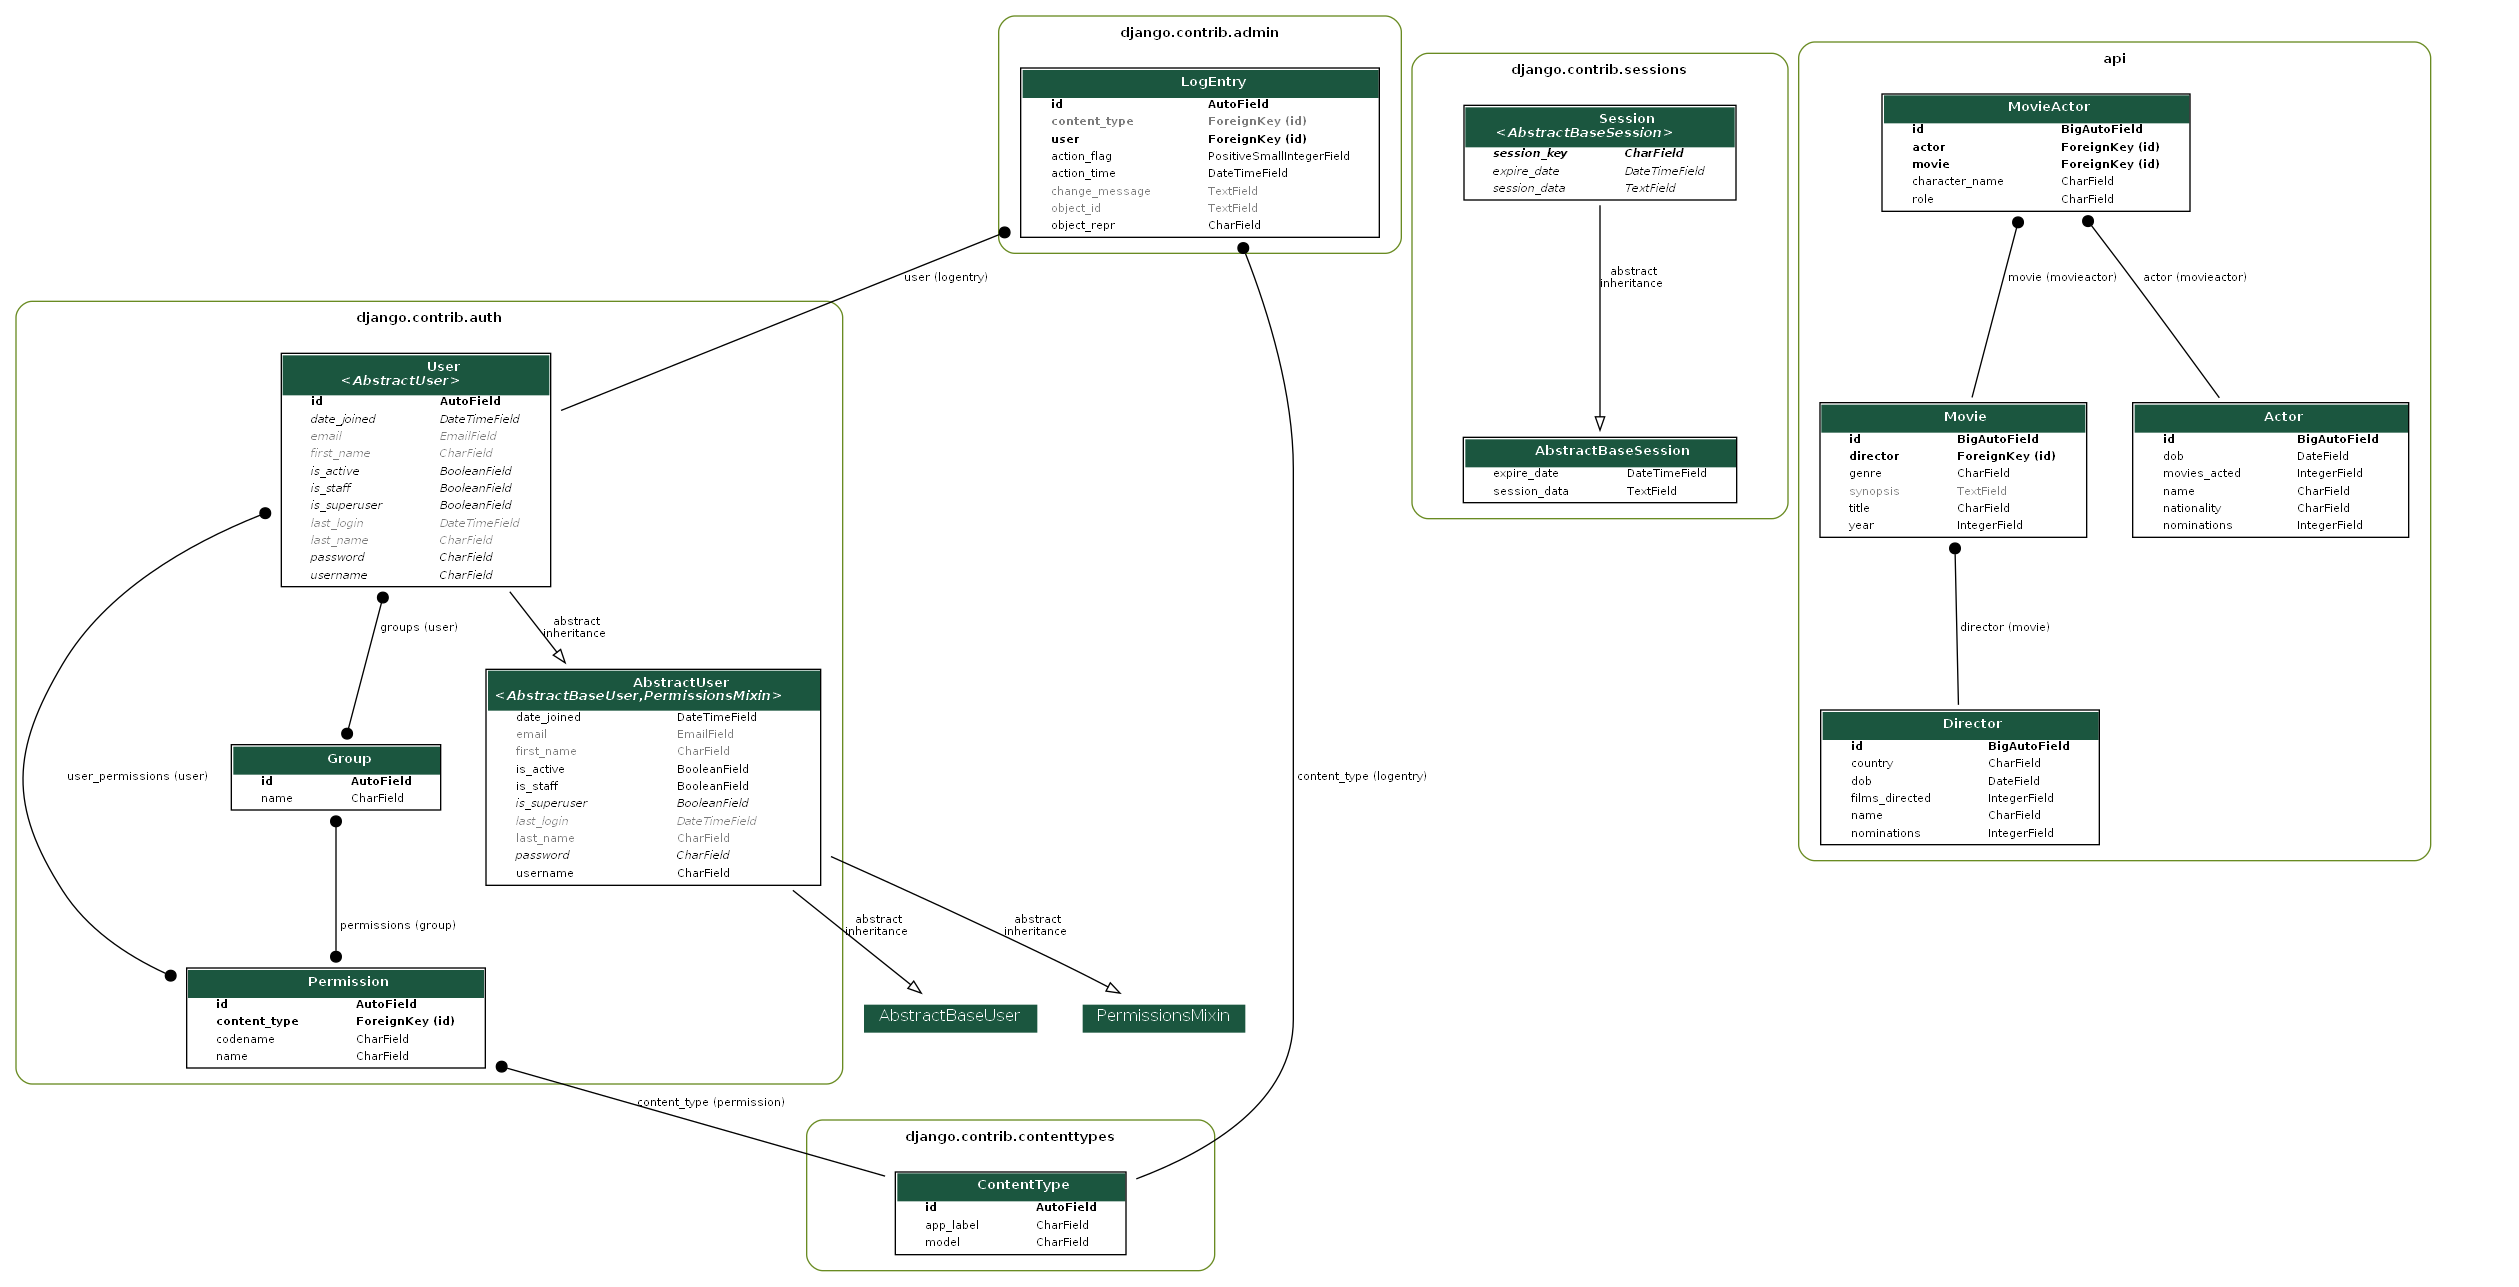 django.contrib.admin
LogEntry
id AutoField
content_type ForeignKey (id)
user ForeignKey (id)
action_flag PositiveSmallIntegerField
action_time DateTimeField
change_message TextField
object_id TextField
object_repr CharField
django.contrib.sessions
Session
<AbstractBaseSession>
session_key CharField
expire_date DateTimeField
session_data TextField
abstract
inheritance
AbstractBaseSession
expire_date DateTimeField
session_data TextField
api
MovieActor
id BigAutoField
actor ForeignKey (id)
movie ForeignKey (id)
character_name CharField
role CharField
movie (movieactor)
actor (movieactor)
Movie
id BigAutoField
director ForeignKey (id)
genre CharField
synopsis TextField
title CharField
year IntegerField
Actor
id BigAutoField
dob DateField
movies_acted IntegerField
name CharField
nationality CharField
nominations IntegerField
director (movie)
Director
id BigAutoField
country CharField
dob DateField
films_directed IntegerField
name CharField
nominations IntegerField
user (logentry)
django.contrib.auth
User
<AbstractUser>
id AutoField
date_joined DateTimeField
email EmailField
first_name CharField
is_active BooleanField
is_staff BooleanField
is_superuser BooleanField
last_login DateTimeField
last_name CharField
password CharField
username CharField
groups (user)
abstract
inheritance
AbstractUser
<AbstractBaseUser,PermissionsMixin>
date_joined DateTimeField
email EmailField
first_name CharField
is_active BooleanField
is_staff BooleanField
is_superuser BooleanField
last_login DateTimeField
last_name CharField
password CharField
username CharField
user_permissions (user)
Group
id AutoField
name CharField
content_type (logentry)
permissions (group)
abstract
inheritance
abstract
inheritance
Permission
id AutoField
content_type ForeignKey (id)
codename CharField
name CharField
AbstractBaseUser
PermissionsMixin
content_type (permission)
django.contrib.contenttypes
ContentType
id AutoField
app_label CharField
model CharField